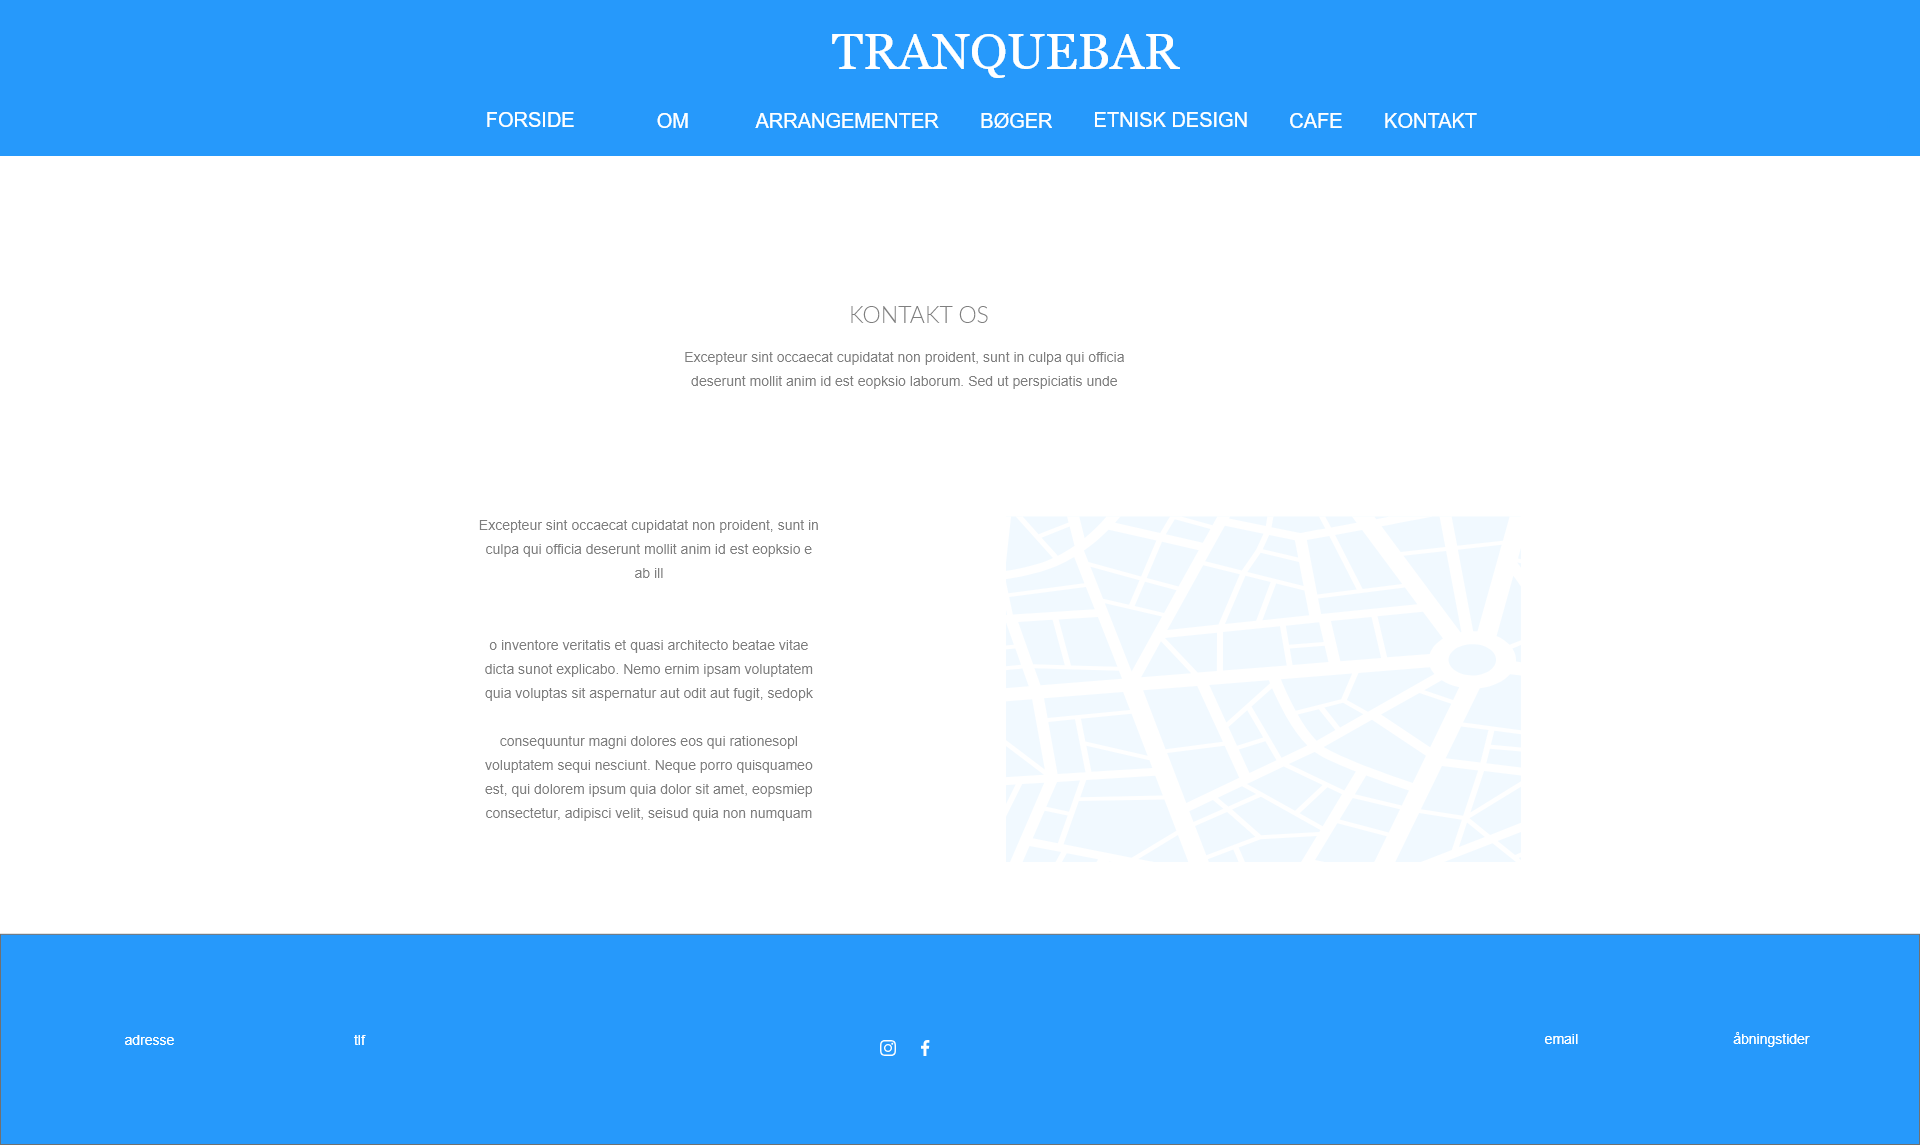 TRANQUEBAR
FORSIDE OM ARRANGEMENTER BØGER ETNISK DESIGN CAFE KONTAKT
KONTAKT OS
Excepteur sint occaecat cupidatat non proident, sunt in culpa qui officia
deserunt mollit anim id est eopksio laborum. Sed ut perspiciatis unde
Excepteur sint occaecat cupidatat non proident, sunt in
culpa qui officia deserunt mollit anim id est eopksio e
ab ill
o inventore veritatis et quasi architecto beatae vitae
dicta sunot explicabo. Nemo ernim ipsam voluptatem
quia voluptas sit aspernatur aut odit aut fugit, sedopk
consequuntur magni dolores eos qui rationesopl
voluptatem sequi nesciunt. Neque porro quisquameo
est, qui dolorem ipsum quia dolor sit amet, eopsmiep
consectetur, adipisci velit, seisud quia non numquam
adresse tlf email åbningstider